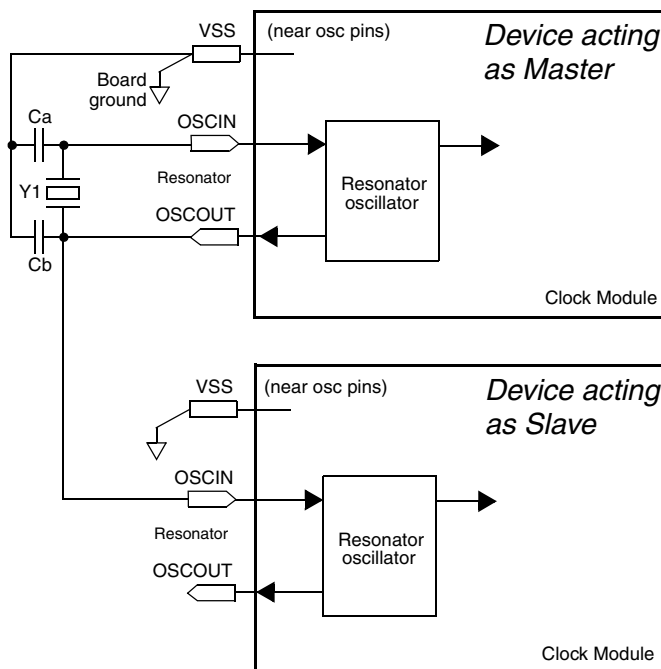 VSS
(near osc pins)
Device acting
as Master
Board
ground
Ca
OSCIN
Y1
Resonator
Resonator
oscillator
OSCOUT
Cb
Clock Module
VSS
(near osc pins)
Device acting
as Slave
OSCIN
Resonator
Resonator
oscillator
OSCOUT
Clock Module